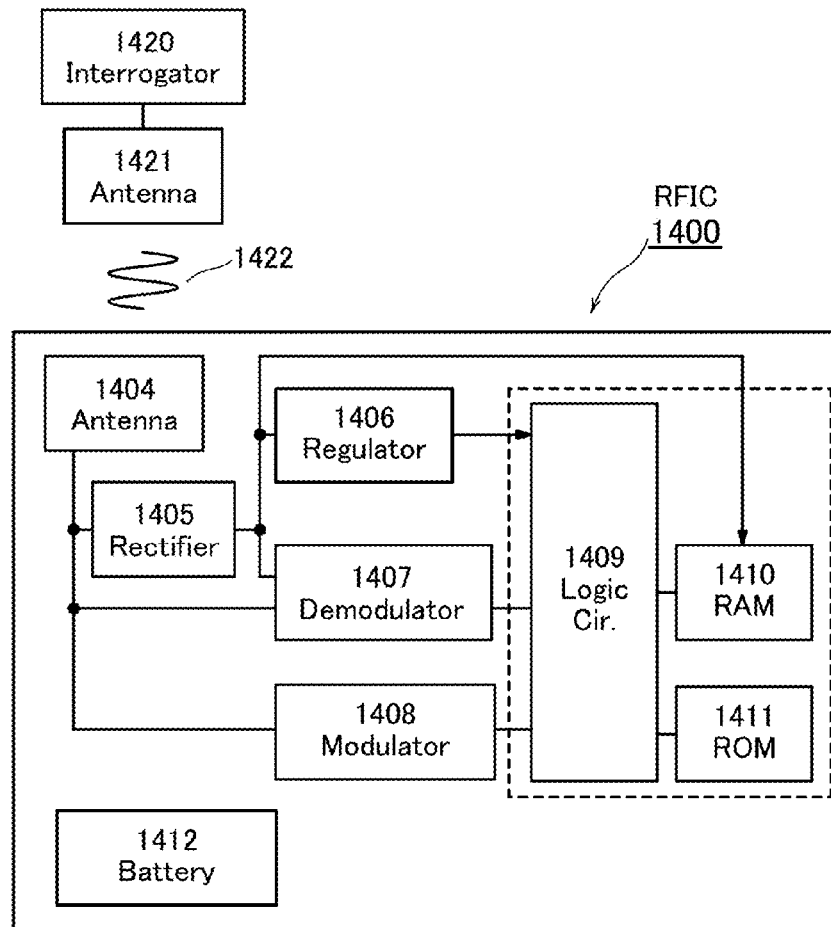 1420
Interrogator
1421
Antenna
1422
RFIC
1400
1404
Antenna
1405
Rectifier
1406
Regulator
1407
Demodulator
1408
Modulator
1409
Logic
Cir.
1410
RAM
1411
ROM
1412
Battery